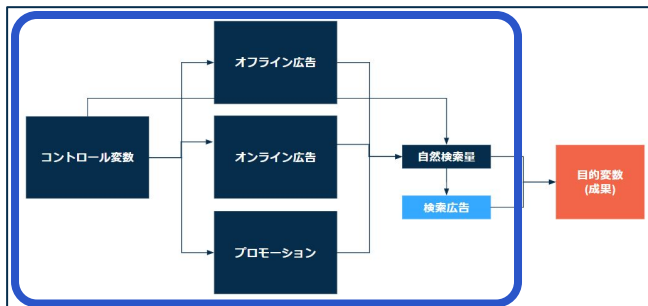 オフライン広告
コントロール変数
オンライン広告
プロモーション
自然検索量
検索広告
目的変数
(成果)